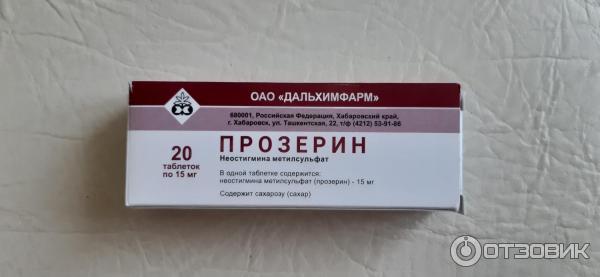 ОАО «ДАЛЬХИМФАРМ»
680001, Российская Федерация, Хабаровский край,
г. Хабаровск, ул. Ташкентская, 22, т/ф (4212) 53-91-86
ПРОЗЕРИН
Неостигмина метилсульфат
20
таблеток
по 15 мг
В одной таблетке содержится:
неостигмина метилсульфат (прозерин) - 15 мг
Содержит сахарозу (сахар)
ОТЗОВИК